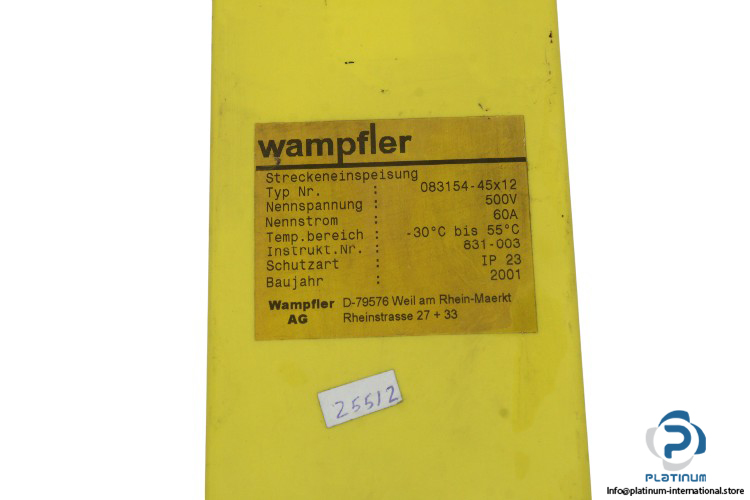 wampfler
Streckeneinspeisung
Typ Nr. : 083154-45x12
Nennspannung : 500V
Nennstrom : 60A
Temp.bereich : -30°C bis 55°C
Instrukt.Nr. : 831-003
Schutzart : IP 23
Baujahr : 2001
Wampfler AG D-79576 Weil am Rhein-Maerkt
Rheinstrasse 27 + 33
25512
PLATINUM
Info@platinum-international.store